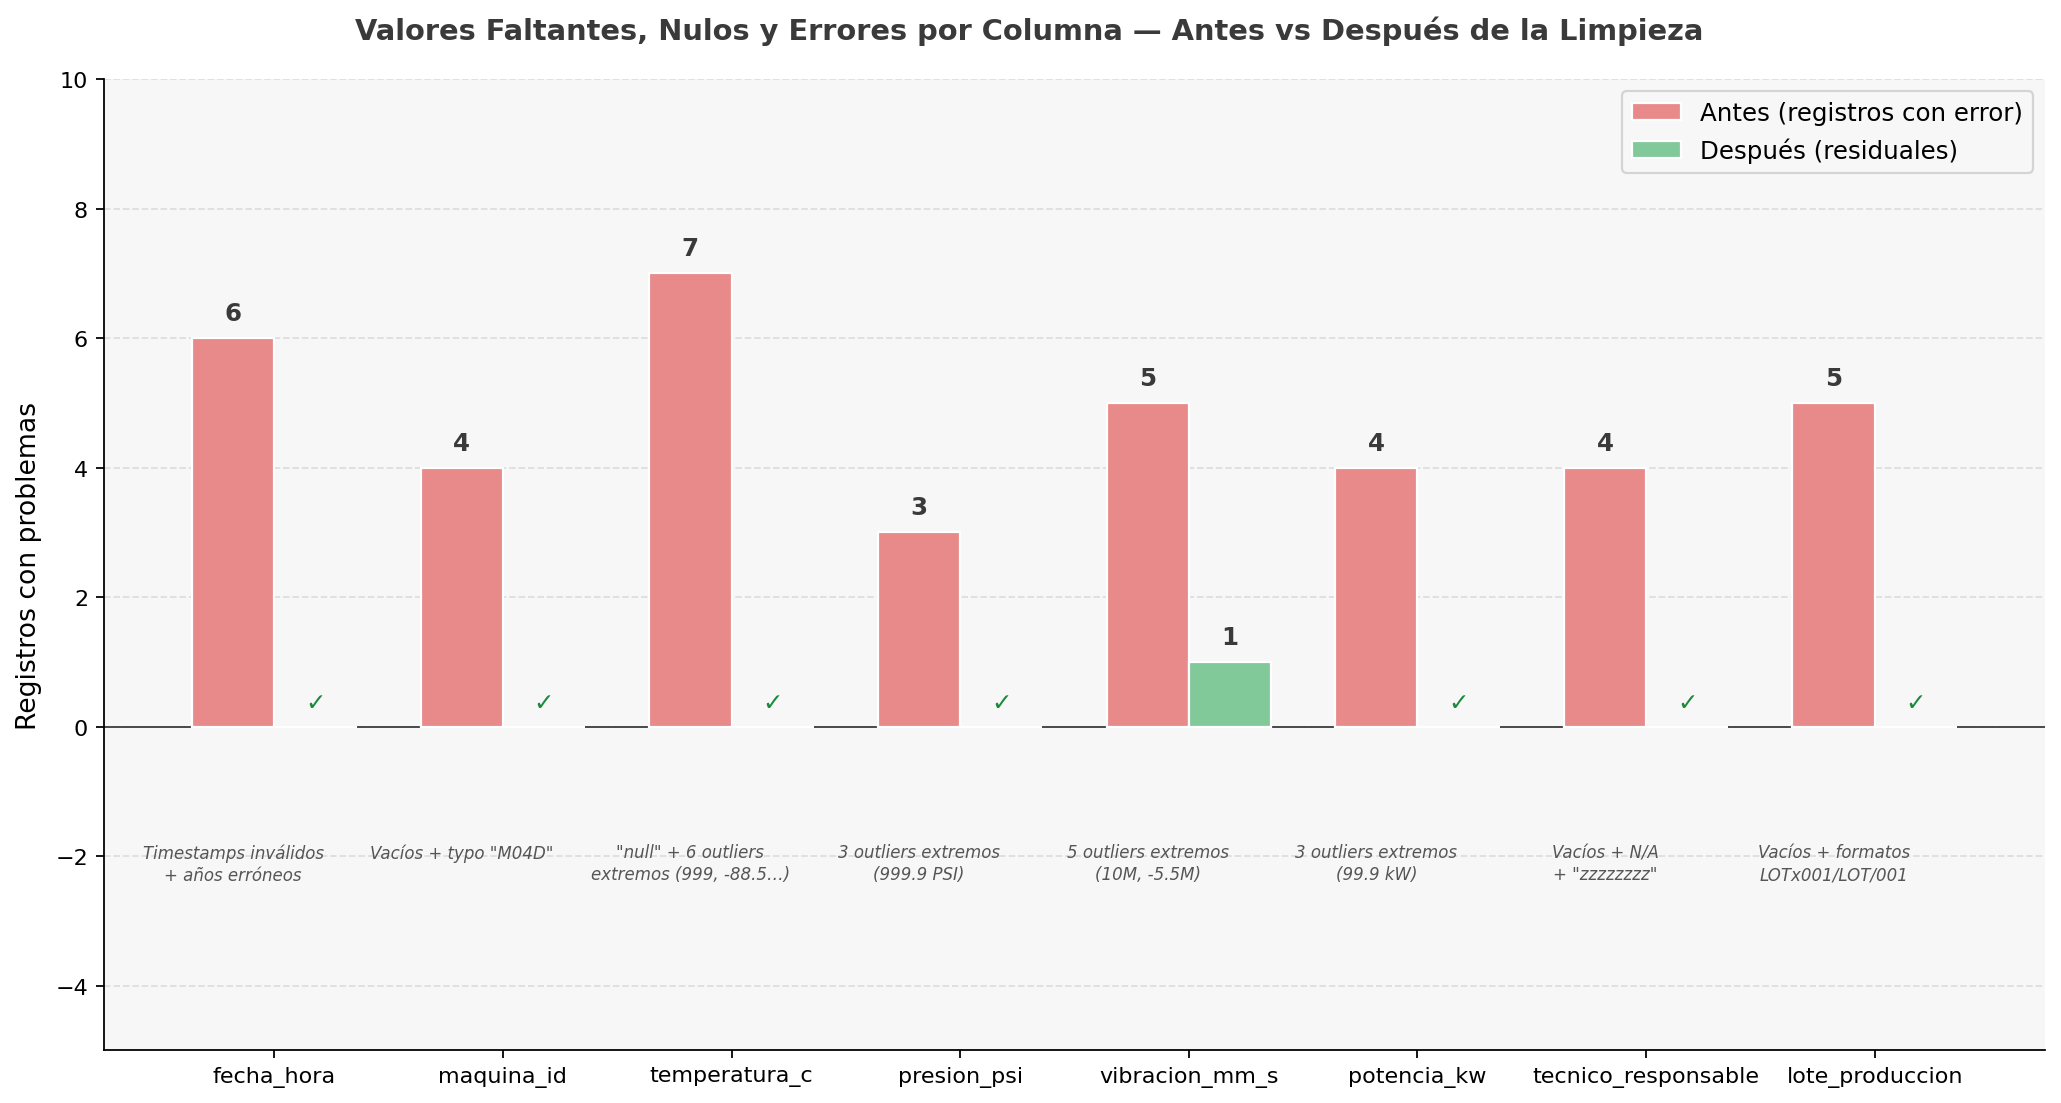 Valores Faltantes, Nulos y Errores por Columna — Antes vs Después de la Limpieza
Registros con problemas
10
8
6
4
2
0
−2
−4
Antes (registros con error)
Después (residuales)
6
✓
4
✓
7
✓
3
✓
5
1
4
✓
4
✓
5
✓
Timestamps inválidos
+ años erróneos
Vacíos + typo "M04D"
"null" + 6 outliers
extremos (999, -88.5...)
3 outliers extremos
(999.9 PSI)
5 outliers extremos
(10M, -5.5M)
3 outliers extremos
(99.9 kW)
Vacíos + N/A
+ "zzzzzzzz"
Vacíos + formatos
LOTx001/LOT/001
fecha_hora
maquina_id
temperatura_c
presion_psi
vibracion_mm_s
potencia_kw
tecnico_responsable
lote_produccion